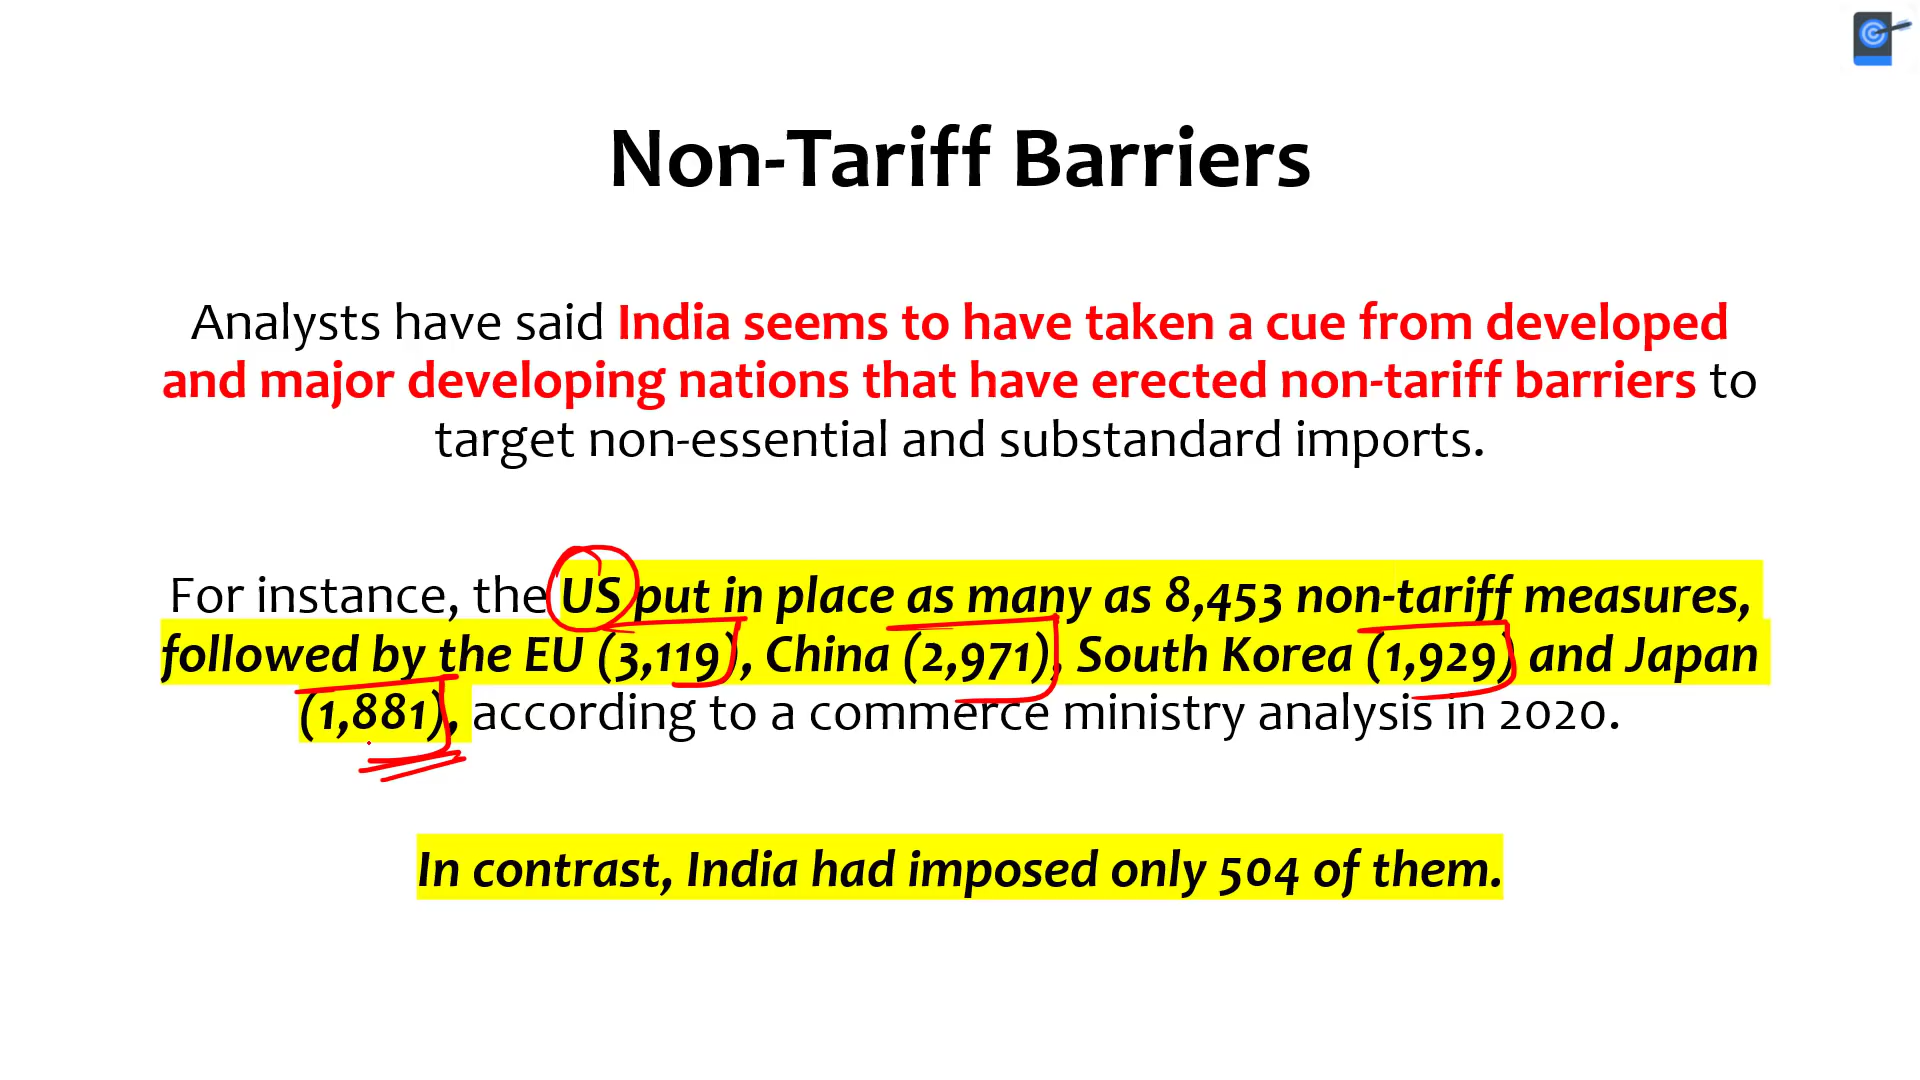 Non-Tariff Barriers
Analysts have said India seems to have taken a cue from developed
and major developing nations that have erected non-tariff barriers to
target non-essential and substandard imports.
For instance, the US put in place as many as 8,453 non-tariff measures,
followed by the EU (3,119), China (2,971), South Korea (1,929) and Japan
(1,881), according to a commerce ministry analysis in 2020.
In contrast, India had imposed only 504 of them.